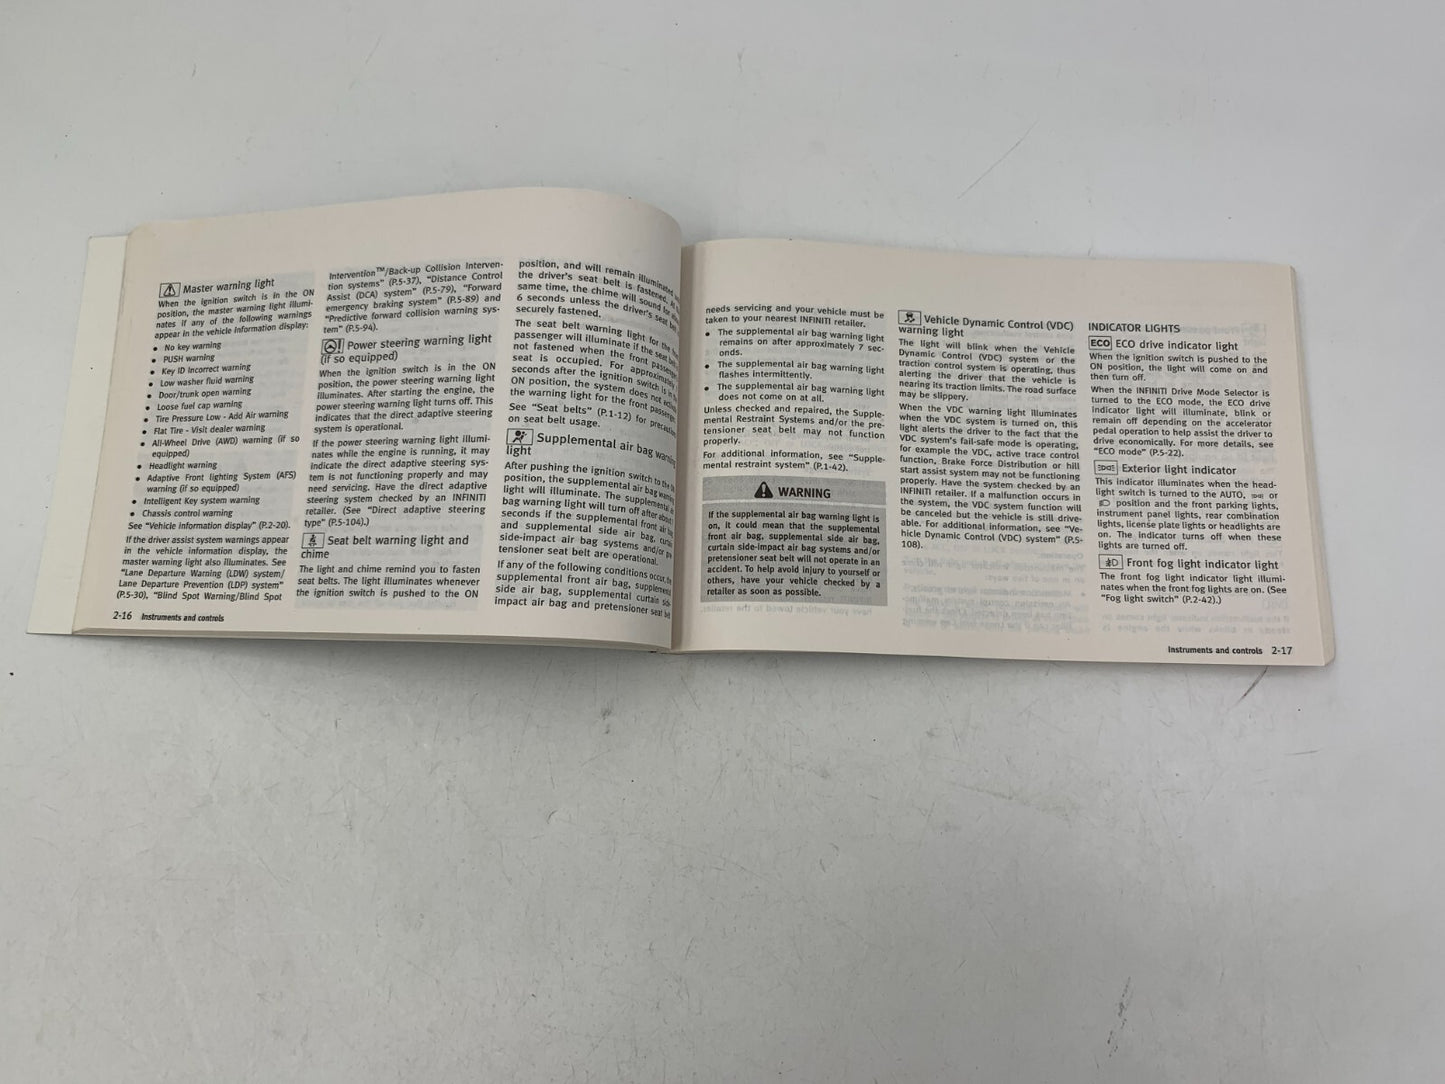 Master warning light
When the ignition switch is in the ON
position, the master warning light illumi-
nates if any of the following warnings
appear in the vehicle information display:
• No key warning
• PUSH warning
• Key ID Incorrect warning
• Low washer fluid warning
• Door/trunk open warning
• Loose fuel cap warning
• Tire Pressure Low - Add Air warning
• Flat Tire - Visit dealer warning
• All-Wheel Drive (AWD) warning (if so
equipped)
• Headlight warning
• Adaptive Front lighting System (AFS)
warning (if so equipped)
• Intelligent Key system warning
• Chassis control warning
See "Vehicle information display" (P.2-20).
If the driver assist system warnings appear
in the vehicle information display, the
master warning light also illuminates. See
"Lane Departure Warning (LDW) system/
Lane Departure Prevention (LDP) system"
(P.5-30), "Blind Spot Warning/Blind Spot
2-16 Instruments and controls
Intervention™/Back-up Collision Interven-
tion systems" (P.5-37), "Distance Control
Assist (DCA) system" (P.5-79), "Forward
emergency braking system" (P.5-89) and
"Predictive forward collision warning sys-
tem" (P.5-94).
Power steering warning light
(if so equipped)
When the ignition switch is in the ON
position, the power steering warning light
illuminates. After starting the engine, the
power steering warning light turns off. This
indicates that the direct adaptive steering
system is operational.
If the power steering warning light illumi-
nates while the engine is running, it may
indicate the direct adaptive steering sys-
tem is not functioning properly and may
need servicing. Have the direct adaptive
steering system checked by an INFINITI
retailer. (See "Direct adaptive steering
type" (P.5-104).)
Seat belt warning light and
chime
The light and chime remind you to fasten
seat belts. The light illuminates whenever
the ignition switch is pushed to the ON
position, and will remain illuminated
the driver's seat belt is fastened. At
same time, the chime will sound for
6 seconds unless the driver's seat
securely fastened.
The seat belt warning light for the
passenger will illuminate if the seat belt
not fastened when the front passenger
seat is occupied. For approximately
seconds after the ignition switch is in the
ON position, the system does not
the warning light for the front passenger.
See "Seat belts" (P.1-12) for precautions
on seat belt usage.
Supplemental air bag warning
light
After pushing the ignition switch to the ON
position, the supplemental air bag warning
light will illuminate. The supplemental air
bag warning light will turn off after about
seconds if the supplemental front air bag
and supplemental side air bag, curtain
side-impact air bag systems and/or pre-
tensioner seat belt are operational.
If any of the following conditions occur, the
supplemental front air bag, supplemental
side air bag, supplemental curtain side-
impact air bag and pretensioner seat belt
needs servicing and your vehicle must be
taken to your nearest INFINITI retailer.
• The supplemental air bag warning light
remains on after approximately 7 sec-
onds.
• The supplemental air bag warning light
flashes intermittently.
• The supplemental air bag warning light
does not come on at all.
Unless checked and repaired, the Supple-
mental Restraint Systems and/or the pre-
tensioner seat belt may not function
properly.
For additional information, see "Supple-
mental restraint system" (P.1-42).
WARNING
If the supplemental air bag warning light is
on, it could mean that the supplemental
front air bag, supplemental side air bag,
curtain side-impact air bag systems and/or
pretensioner seat belt will not operate in an
accident. To help avoid injury to yourself or
others, have your vehicle checked by a
retailer as soon as possible.
Vehicle Dynamic Control (VDC)
warning light
The light will blink when the Vehicle
Dynamic Control (VDC) system or the
traction control system is operating, thus
alerting the driver that the vehicle is
nearing its traction limits. The road surface
may be slippery.
When the VDC warning light illuminates
when the VDC system is turned on, this
light alerts the driver to the fact that the
VDC system's fail-safe mode is operating,
for example the VDC, active trace control
function, Brake Force Distribution or hill
start assist system may not be functioning
properly. Have the system checked by an
INFINITI retailer. If a malfunction occurs in
the system, the VDC system function will
be canceled but the vehicle is still drive-
able. For additional information, see "Ve-
hicle Dynamic Control (VDC) system" (P.5-
108).
INDICATOR LIGHTS
ECO ECO drive indicator light
When the ignition switch is pushed to the
ON position, the light will come on and
then turn off.
When the INFINITI Drive Mode Selector is
turned to the ECO mode, the ECO drive
indicator light will illuminate, blink or
remain off depending on the accelerator
pedal operation to help assist the driver to
drive economically. For more details, see
"ECO mode" (P.5-22).
Exterior light indicator
This indicator illuminates when the head-
light switch is turned to the AUTO, or
position and the front parking lights,
instrument panel lights, rear combination
lights, license plate lights or headlights are
on. The indicator turns off when these
lights are turned off.
Front fog light indicator light
The front fog light indicator light illumi-
nates when the front fog lights are on. (See
"Fog light switch" (P.2-42).)
Instruments and controls 2-17